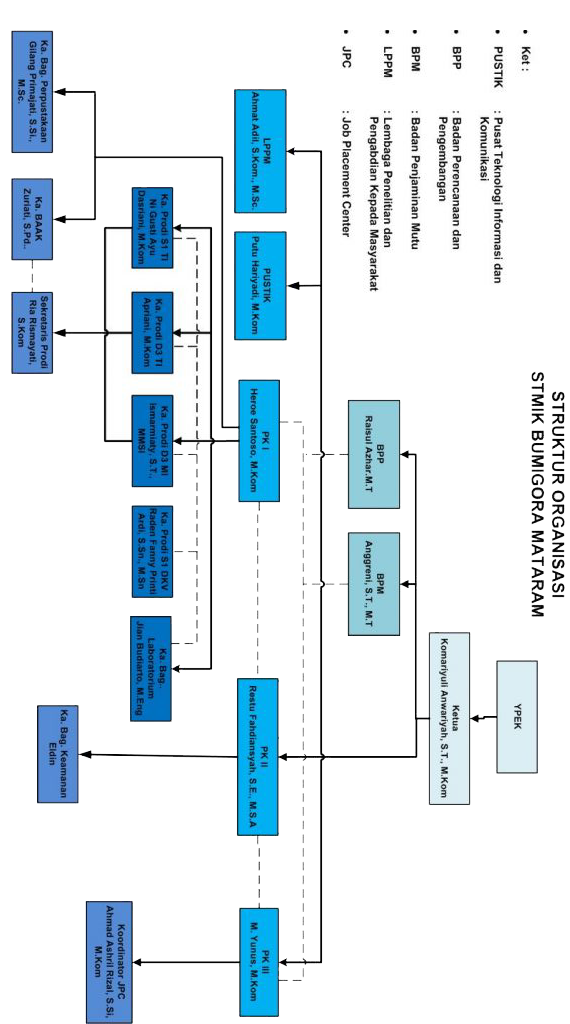 STRUKTUR ORGANISASI
STMIK BUMIGORA MATARAM
• Ket :
• PUSTIK : Pusat Teknologi Informasi dan
Komunikasi
• BPP : Badan Perencanaan dan
Pengembangan
• BPM : Badan Penjaminan Mutu
• LPPM : Lembaga Penelitian dan
Pengabdian Kepada Masyarakat
• JPC : Job Placement Center
YPEK
Ketua
Komariyuli Anwariyah, S.T., M.Kom
BPP
Raisul Azhar.M.T
BPM
Anggreni, S.T., M.T
LPPM
Ahmat Adil, S.Kom., M.Sc.
PUSTIK
Putu Hariyadi, M.Kom
PK I
Heroe Santoso, M.Kom
PK II
Restu Fahdiansyah, S.E., M.S.A
PK III
M. Yunus, M.Kom
Ka. Prodi S1 TI
Ni Gusti Ayu
Dasriani, M.Kom
Ka. Prodi D3 TI
Apriani, M.Kom
Ka. Prodi D3 MI
Ismarmiaty, S.T.,
MMSI
Ka. Prodi S1 DKV
Raden Fanny Printi
Ardi, S.Sn., M.Sn
Ka. Bag.
Laboratorium
Jian Budiarto, M.Eng
Ka. Bag. Perpustakaan
Gilang Primajati, S.Si.,
M.Sc.
Ka. BAAK
Zuriati, S.Pd..
Sekretaris Prodi
Ria Rismayati,
S.Kom
Ka. Bag. Keamanan
Eldin
Koordinator JPC
Ahmad Ashril Rizal, S.Si,
M.Kom